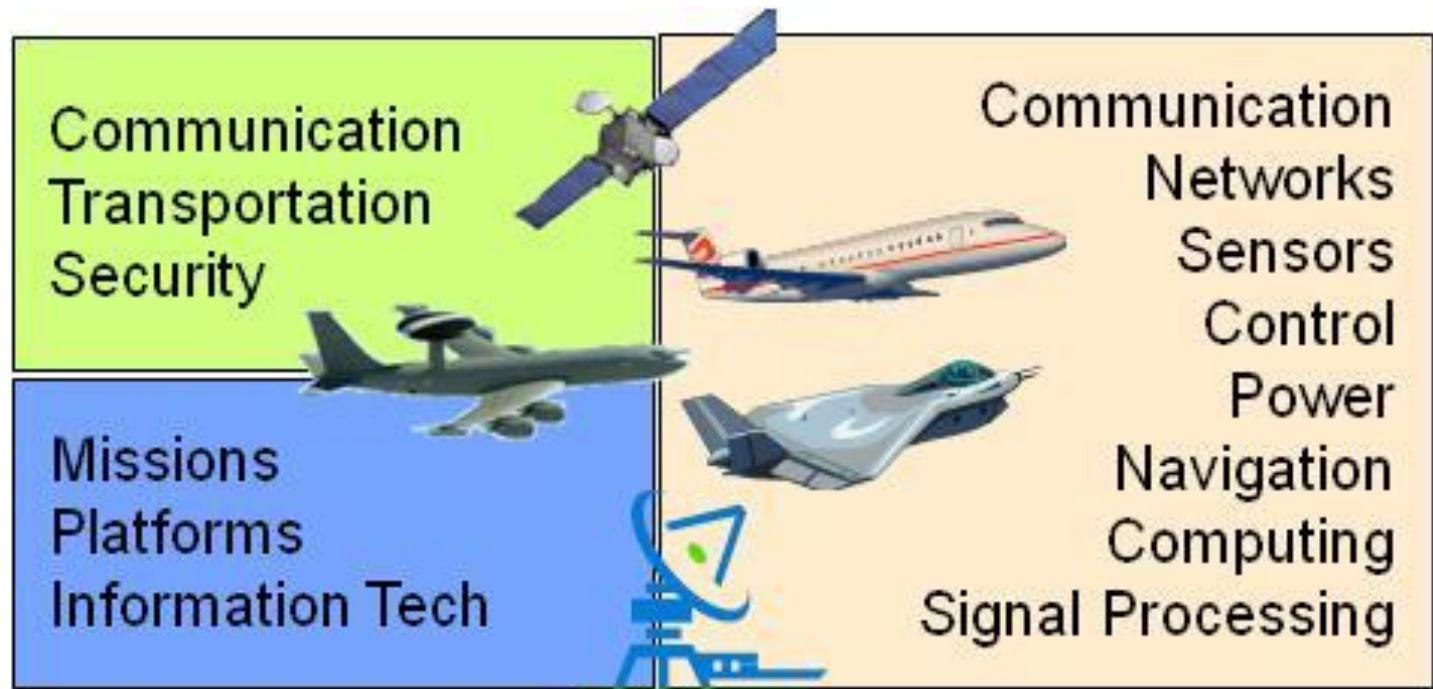 Communication
Transportation
Security
Missions
Platforms
Information Tech
Communication
Networks
Sensors
Control
Power
Navigation
Computing
Signal Processing